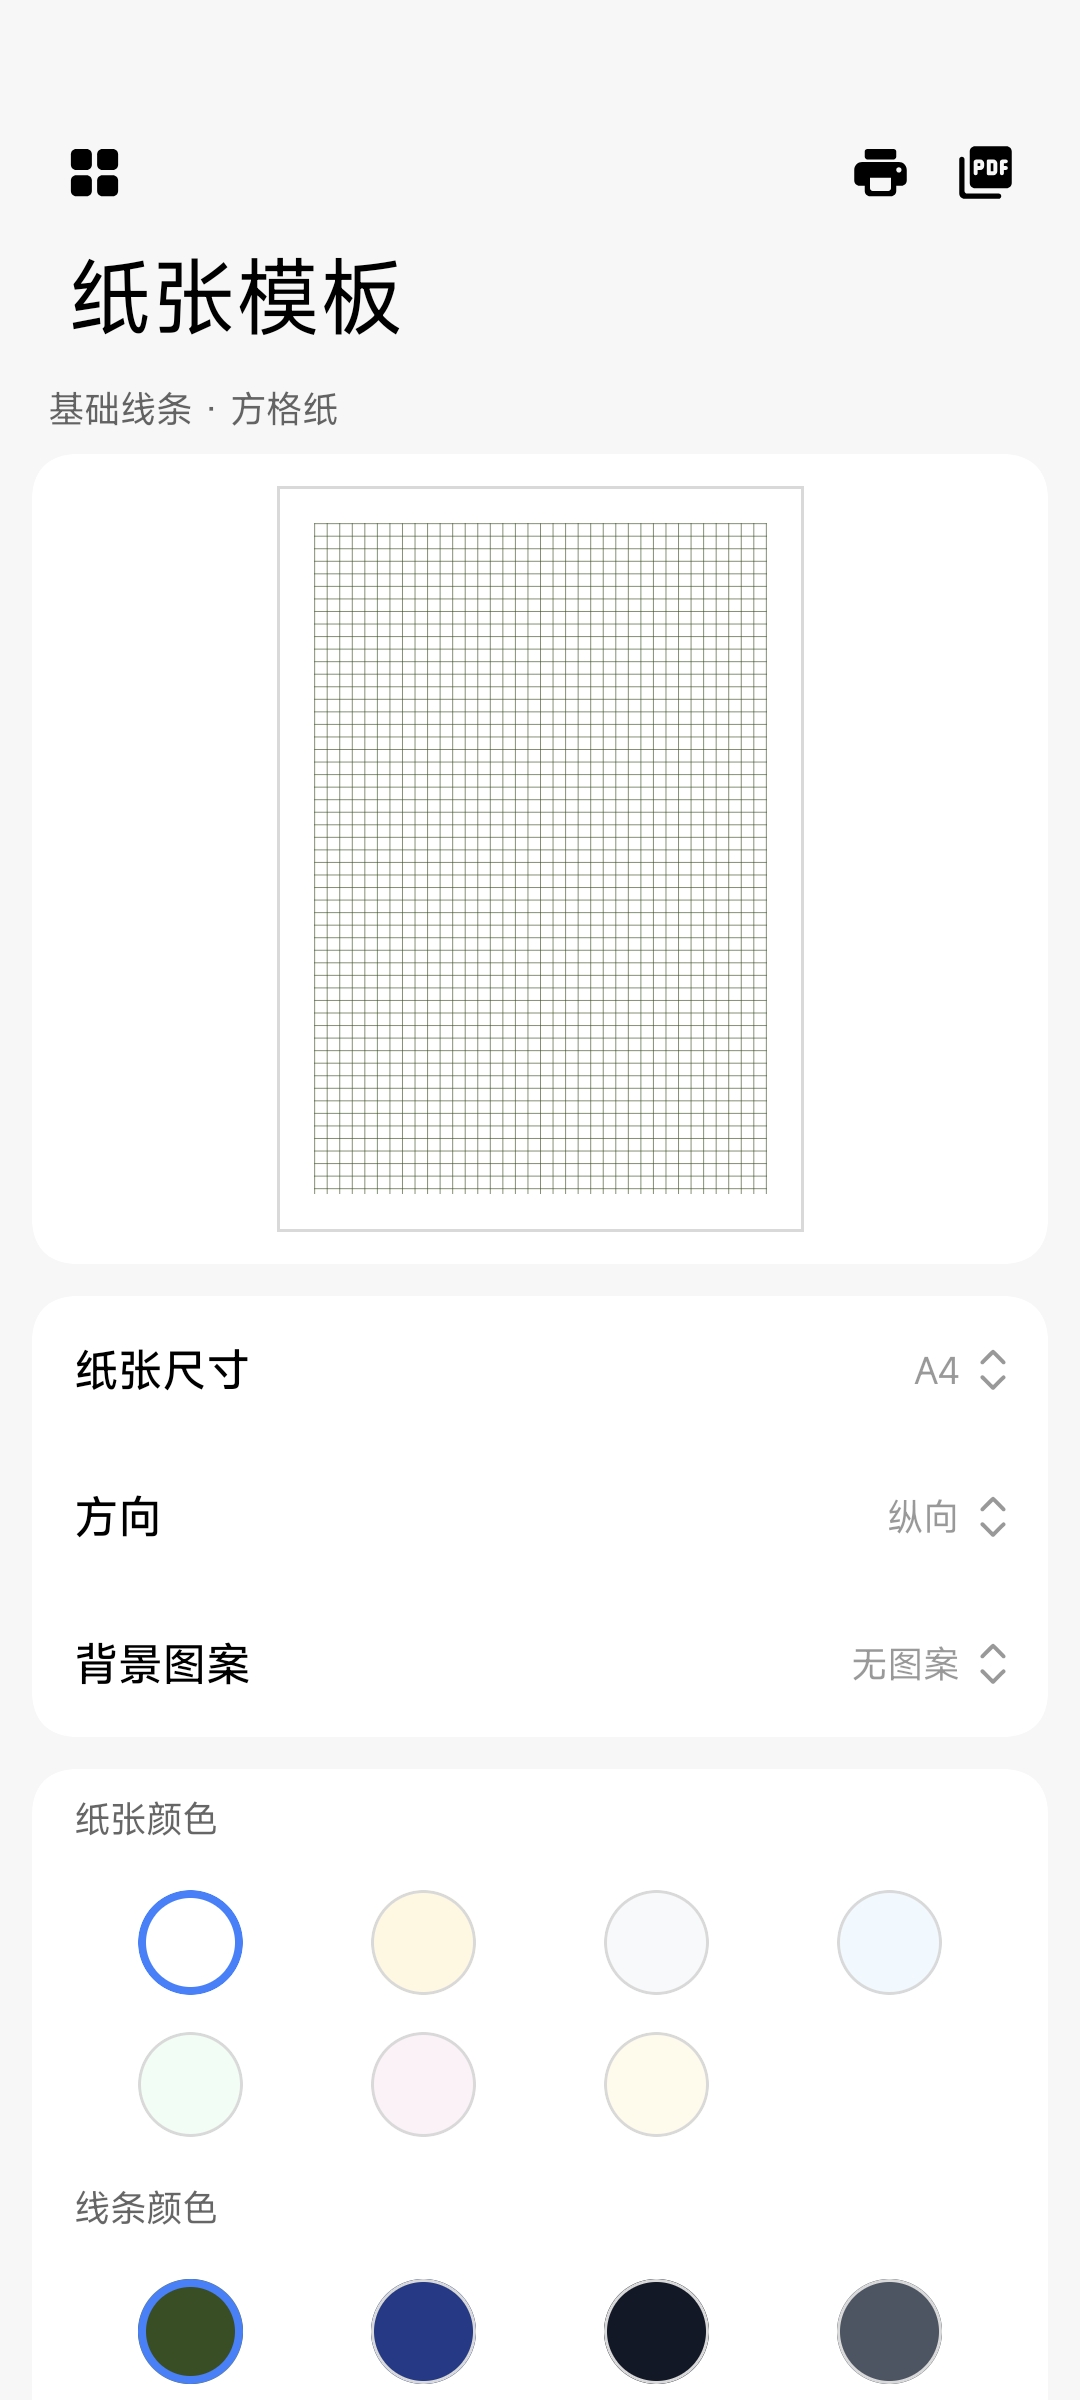 PDF
纸张模板
基础线条 · 方格纸
纸张尺寸 A4
方向 纵向
背景图案 无图案
纸张颜色
线条颜色